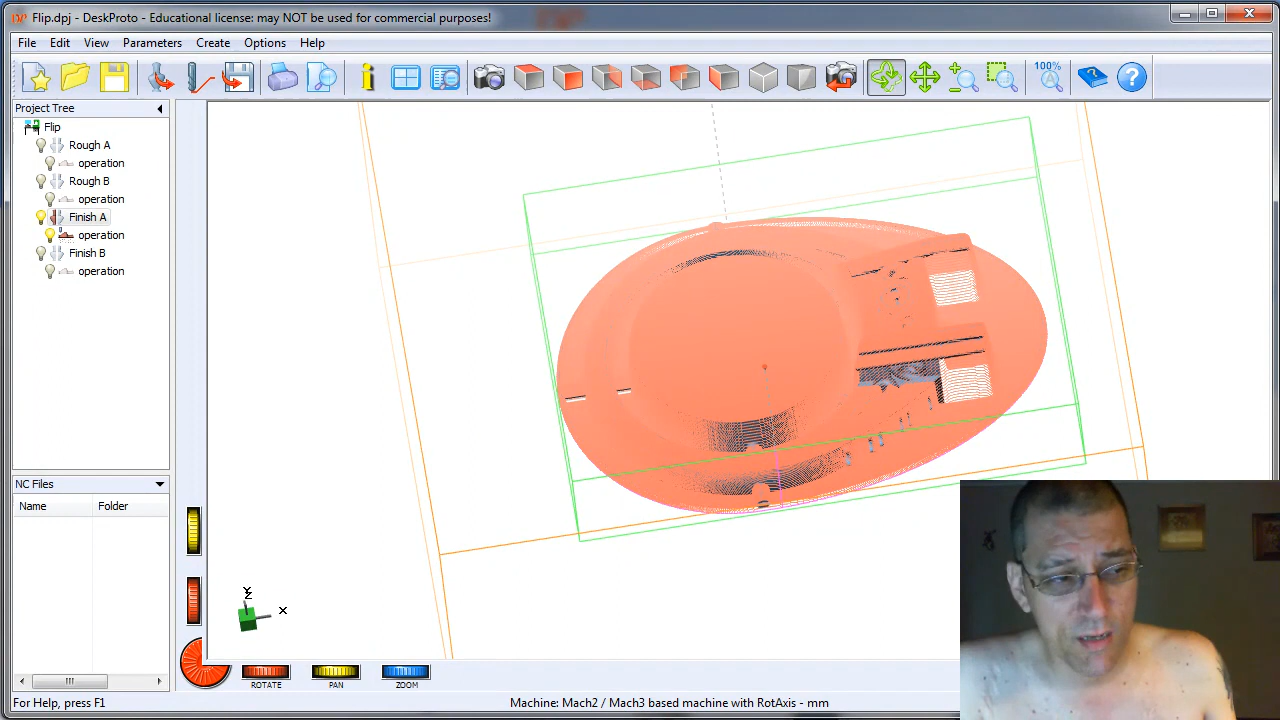 Flip.dpj - DeskProto - Educational license: may NOT be used for commercial purposes!
File Edit View Parameters Create Options Help
100%
Project Tree
Flip
Rough A
operation
Rough B
operation
Finish A
operation
Finish B
operation
NC Files
Name Folder
Y
Z
X
ROTATE PAN ZOOM
For Help, press F1
Machine: Mach2 / Mach3 based machine with RotAxis - mm